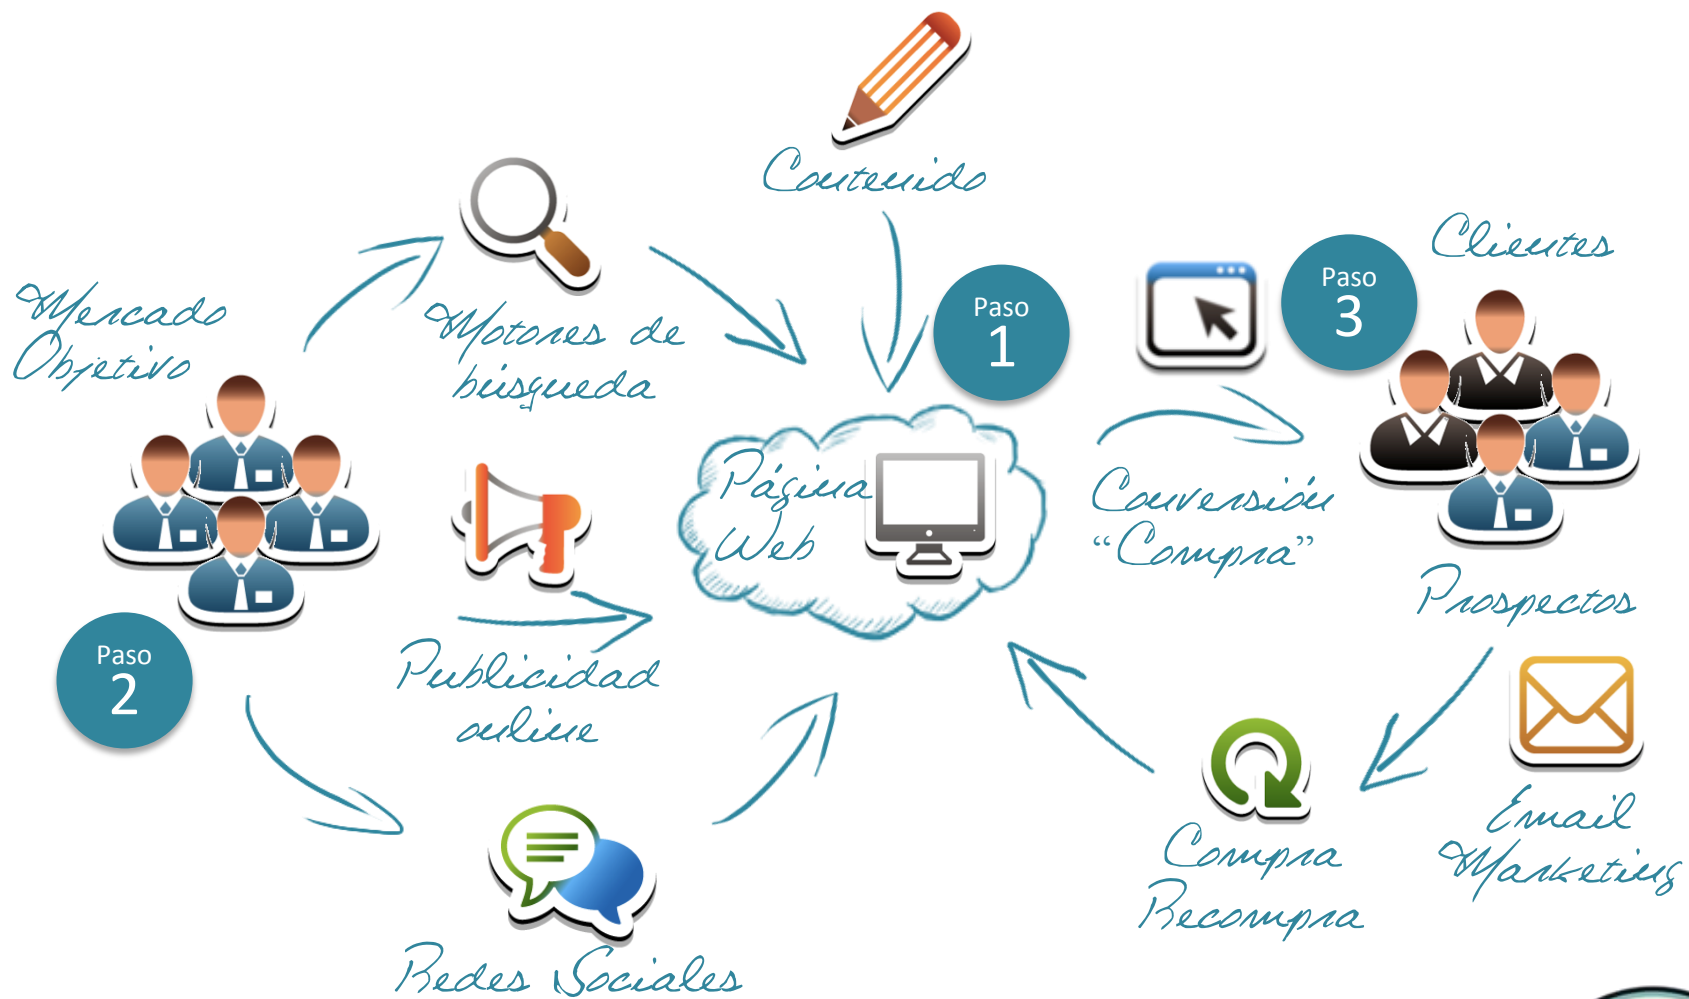 Contenido
Clientes
Paso
3
Mercado
Objetivo
Motores de
búsqueda
Paso
1
Página
Web
Conversión
“Compra”
Prospectos
Paso
2
Publicidad
online
Email
Marketing
Compra
Recompra
Redes Sociales